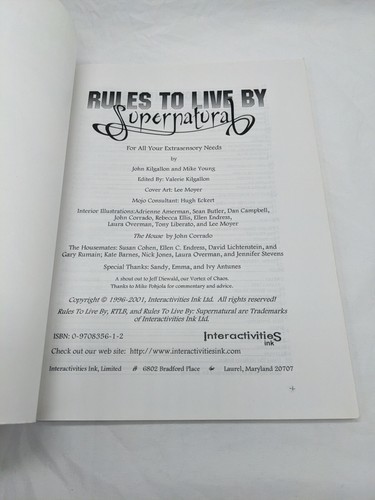 RULES TO LIVE BY
Supernatural
For All Your Extrasensory Needs
by
John Kilgallon and Mike Young
Edited By: Valerie Kilgallon
Cover Art: Lee Moyer
Mojo Consultant: Hugh Eckert
Interior Illustrations:Adrienne Amerman, Sean Butler, Dan Campbell,
John Corrado, Rebecca Ellis, Ellen Endress,
Laura Overman, Tony Liberato, and Lee Moyer
The House by John Corrado
The Housemates: Susan Cohen, Ellen C. Endress, David Lichtenstein, and
Gary Rumain; Kate Barnes, Nick Jones, Laura Overman, and Jennifer Stevens
Special Thanks: Sandy, Emma, and Ivy Antunes
A shout out to Jeff Diewald, our Vortex of Chaos.
Thanks to Mike Pohjola for commentary and advice.
Copyright © 1996-2001, Interactivities Ink Ltd. All rights reserved!
Rules To Live By, RTLB, and Rules To Live By: Supernatural are Trademarks
of Interactivities Ink Ltd.
ISBN: 0-9708356-1-2
InteractivitieS
ink
Check out our web site: http://www.interactivitiesink.com
Interactivities Ink, Limited 6802 Bradford Place Laurel, Maryland 20707